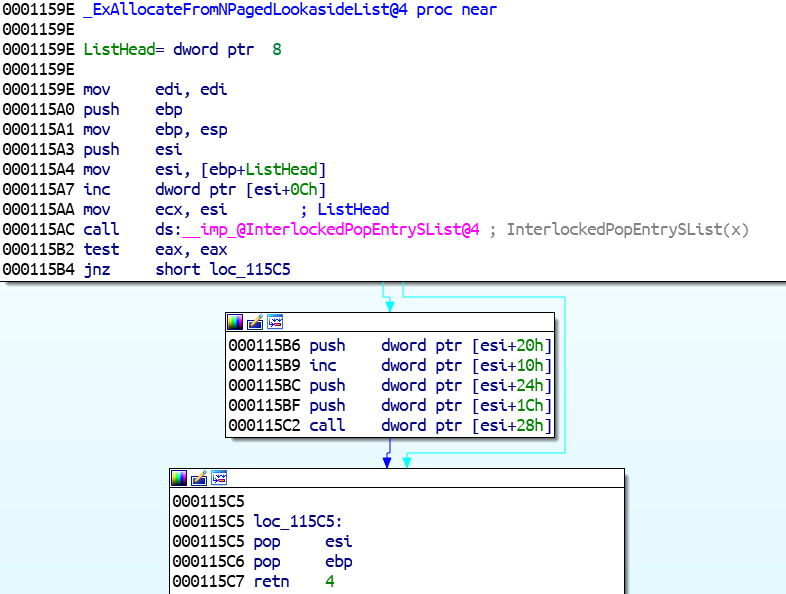 0001159E _ExAllocateFromNPagedLookasideList@4 proc near
0001159E
0001159E ListHead= dword ptr  8
0001159E
0001159E mov     edi, edi
000115A0 push    ebp
000115A1 mov     ebp, esp
000115A3 push    esi
000115A4 mov     esi, [ebp+ListHead]
000115A7 inc     dword ptr [esi+0Ch]
000115AA mov     ecx, esi        ; ListHead
000115AC call    ds:__imp_@InterlockedPopEntrySList@4 ; InterlockedPopEntrySList(x)
000115B2 test    eax, eax
000115B4 jnz     short loc_115C5
000115B6 push    dword ptr [esi+20h]
000115B9 inc     dword ptr [esi+10h]
000115BC push    dword ptr [esi+24h]
000115BF push    dword ptr [esi+1Ch]
000115C2 call    dword ptr [esi+28h]
000115C5
000115C5 loc_115C5:
000115C5 pop     esi
000115C6 pop     ebp
000115C7 retn    4